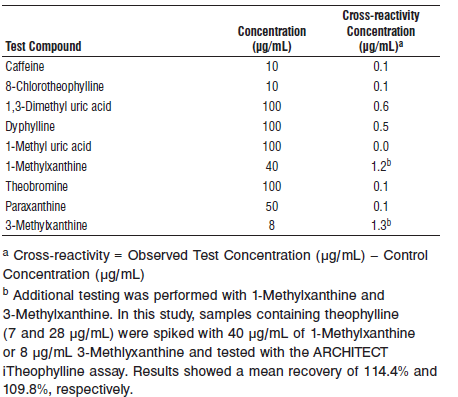 Cross-reactivity
Concentration Concentration
Test Compound (µg/mL) (µg/mL)a
Caffeine 10 0.1
8-Chlorotheophylline 10 0.1
1,3-Dimethyl uric acid 100 0.6
Dyphylline 100 0.5
1-Methyl uric acid 100 0.0
1-Methylxanthine 40 1.2b
Theobromine 100 0.1
Paraxanthine 50 0.1
3-Methylxanthine 8 1.3b
a Cross-reactivity = Observed Test Concentration (µg/mL) – Control
Concentration (µg/mL)
b Additional testing was performed with 1-Methylxanthine and
3-Methylxanthine. In this study, samples containing theophylline
(7 and 28 µg/mL) were spiked with 40 µg/mL of 1-Methylxanthine
or 8 µg/mL 3-Methlyxanthine and tested with the ARCHITECT
iTheophylline assay. Results showed a mean recovery of 114.4% and
109.8%, respectively.